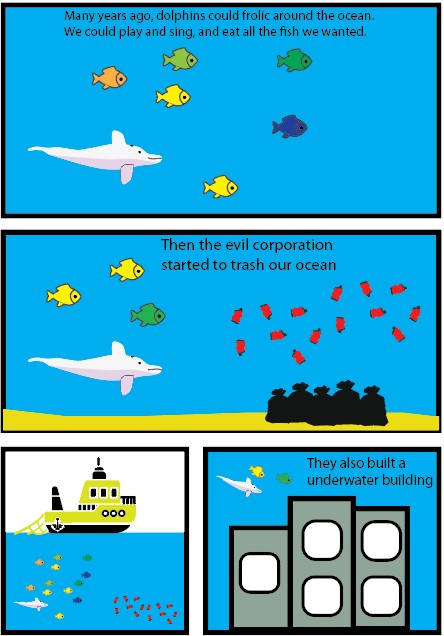 Many years ago, dolphins could frolic around the ocean.
We could play and sing, and eat all the fish we wanted.
Then the evil corporation
started to trash our ocean
They also built a
underwater building